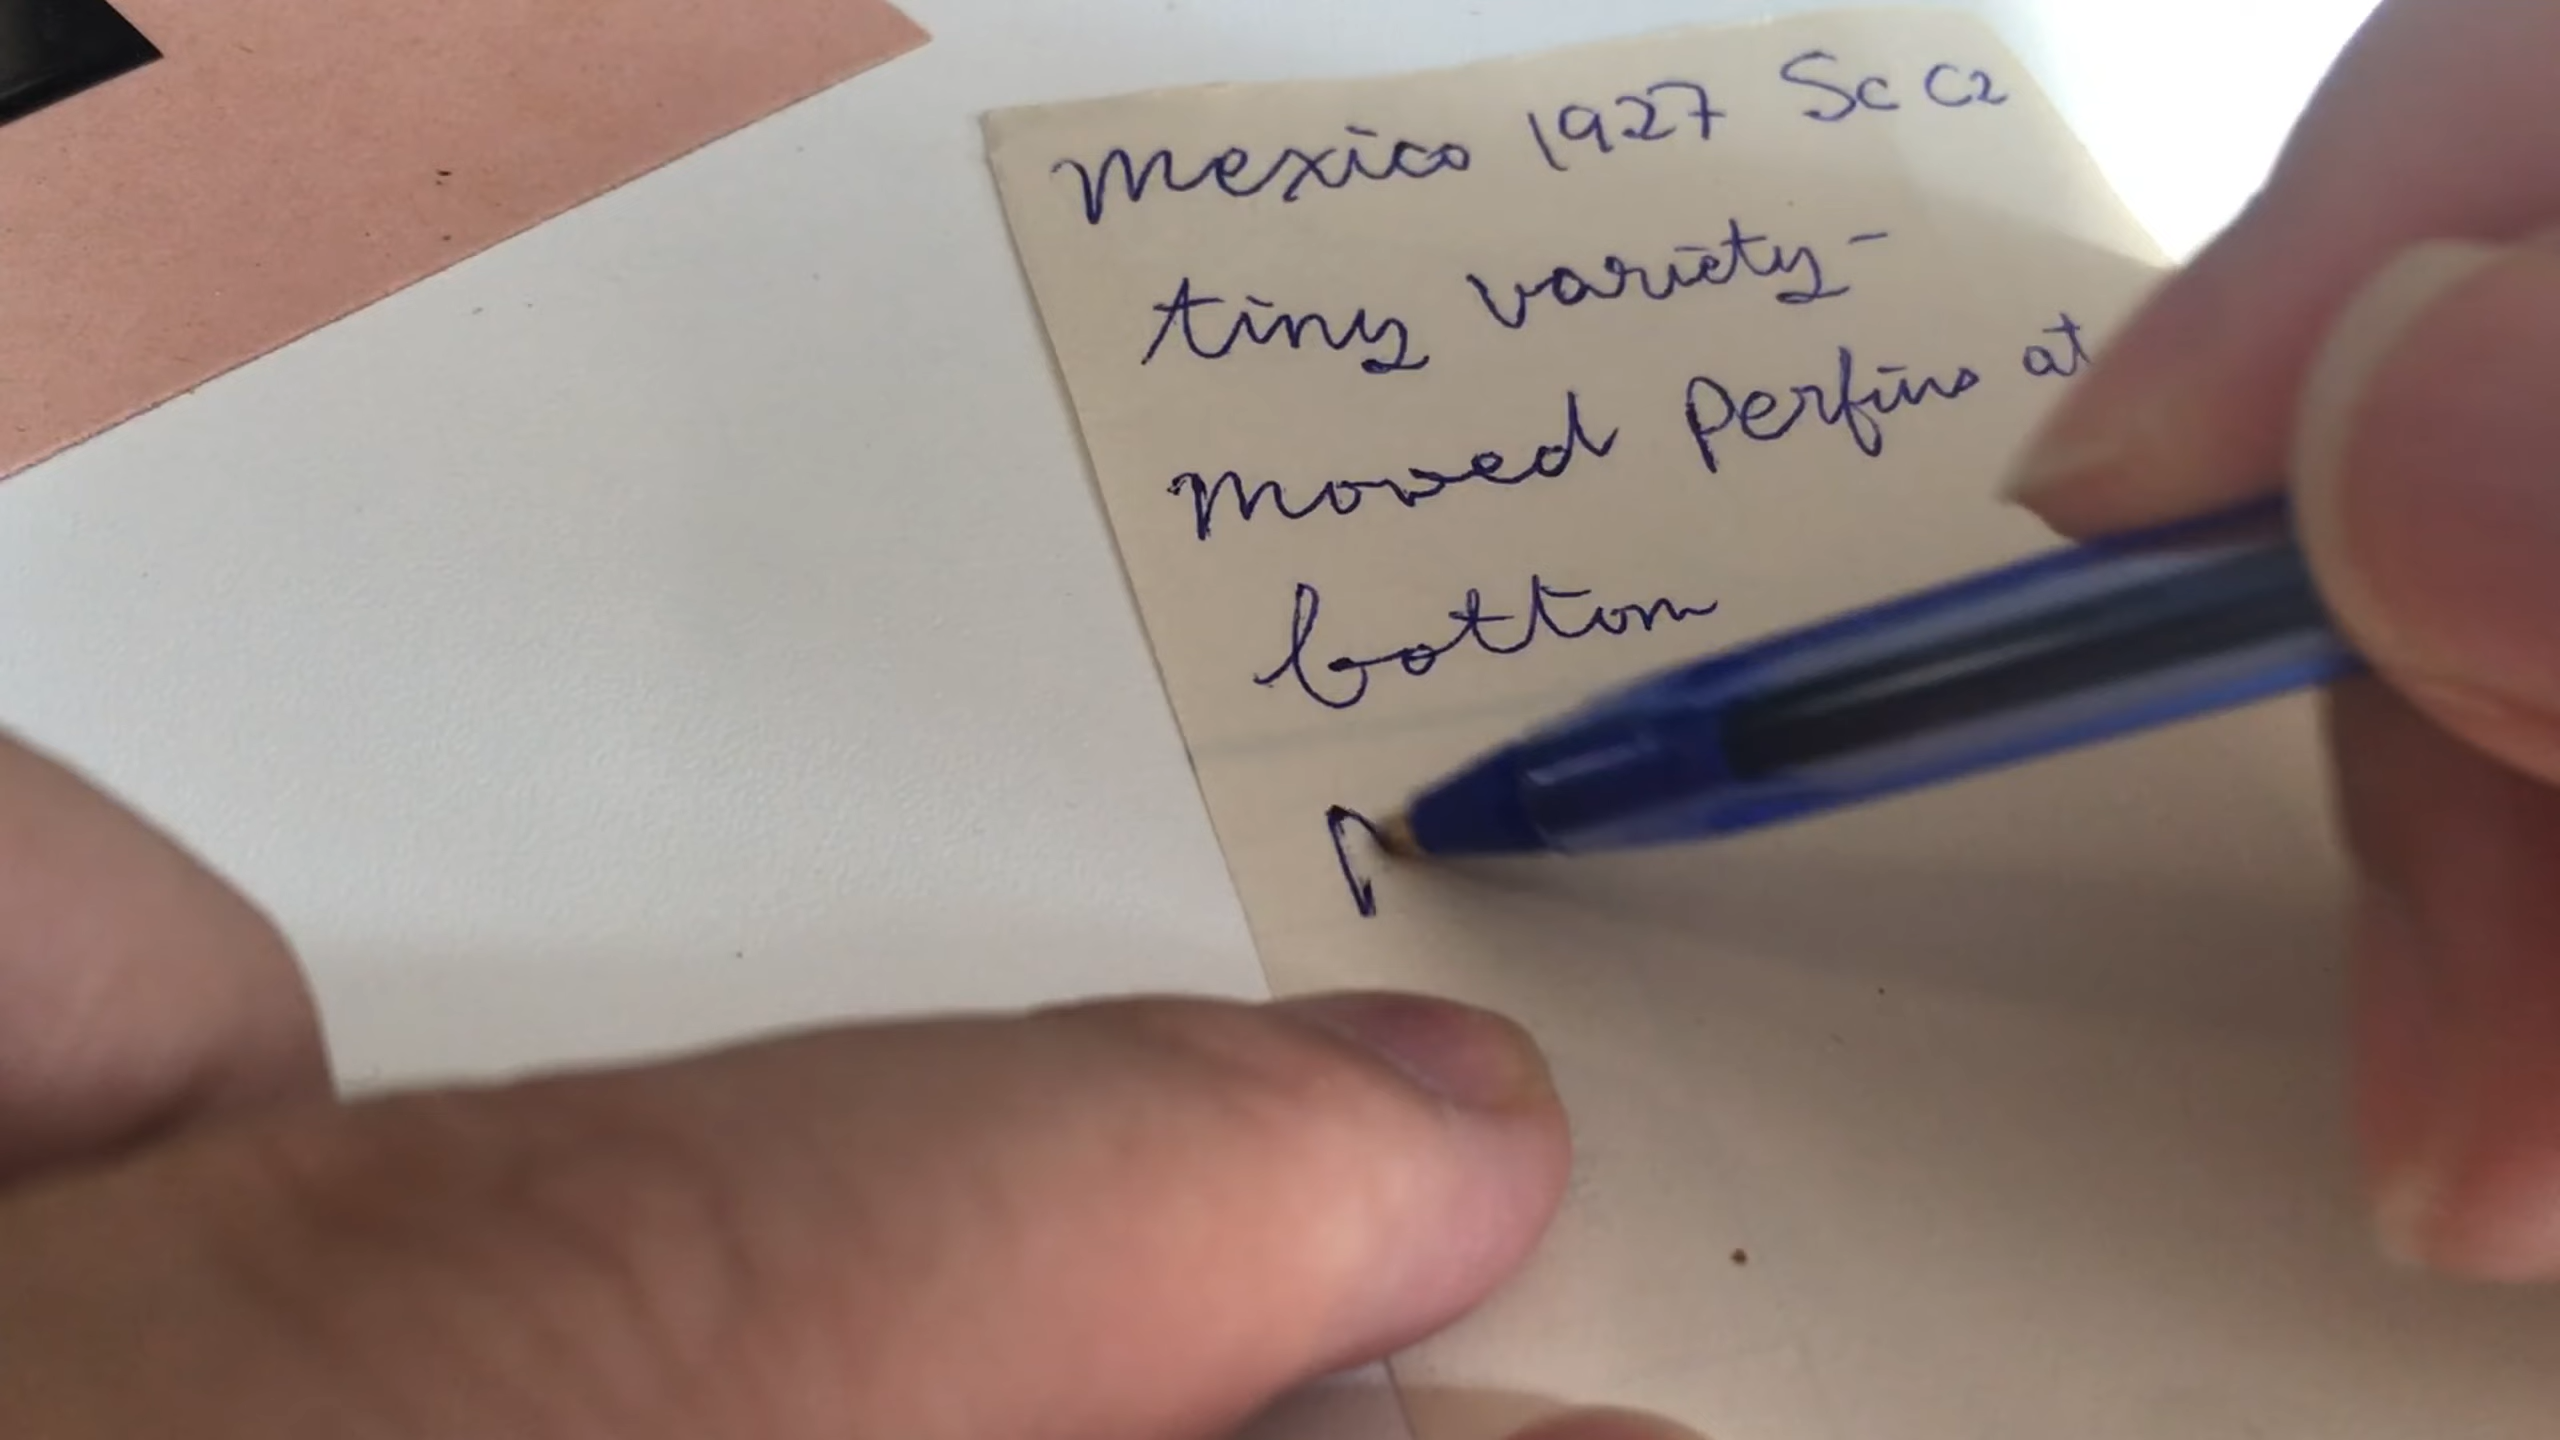 Mexico 1927 Sc C2
tiny variety -
Moved Perfins at
bottom